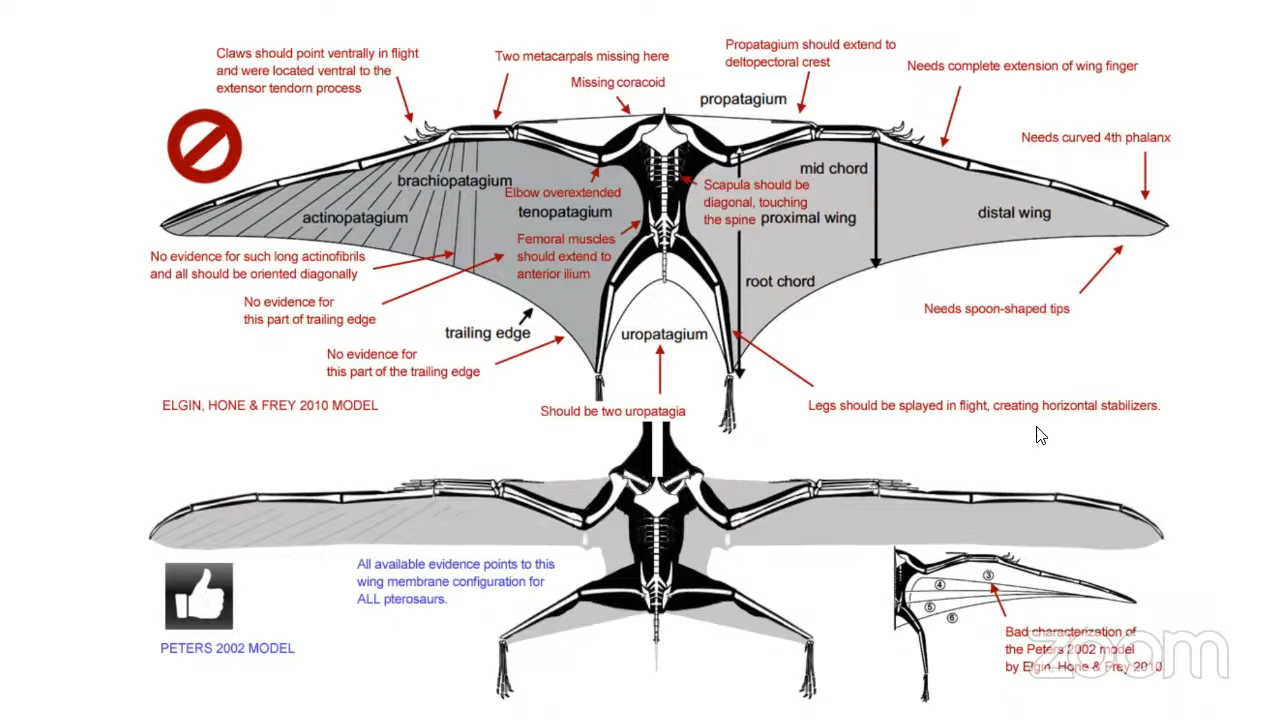 Claws should point ventrally in flight
and were located ventral to the
extensor tendorn process
Two metacarpals missing here
Missing coracoid
Propatagium should extend to
deltopectoral crest
Needs complete extension of wing finger
propatagium
Needs curved 4th phalanx
mid chord
brachiopatagium
Elbow overextended
Scapula should be
diagonal, touching
the spine
actinopatagium
tenopatagium
proximal wing
distal wing
Femoral muscles
should extend to
anterior ilium
No evidence for such long actinofibrils
and all should be oriented diagonally
root chord
No evidence for
this part of trailing edge
Needs spoon-shaped tips
trailing edge
uropatagium
No evidence for
this part of the trailing edge
ELGIN, HONE & FREY 2010 MODEL
Should be two uropatagia
Legs should be splayed in flight, creating horizontal stabilizers.
All available evidence points to this
wing membrane configuration for
ALL pterosaurs.
PETERS 2002 MODEL
3
4
5
6
Bad characterization of
the Peters 2002 model
by Elgin, Hone & Frey 2010
zoom